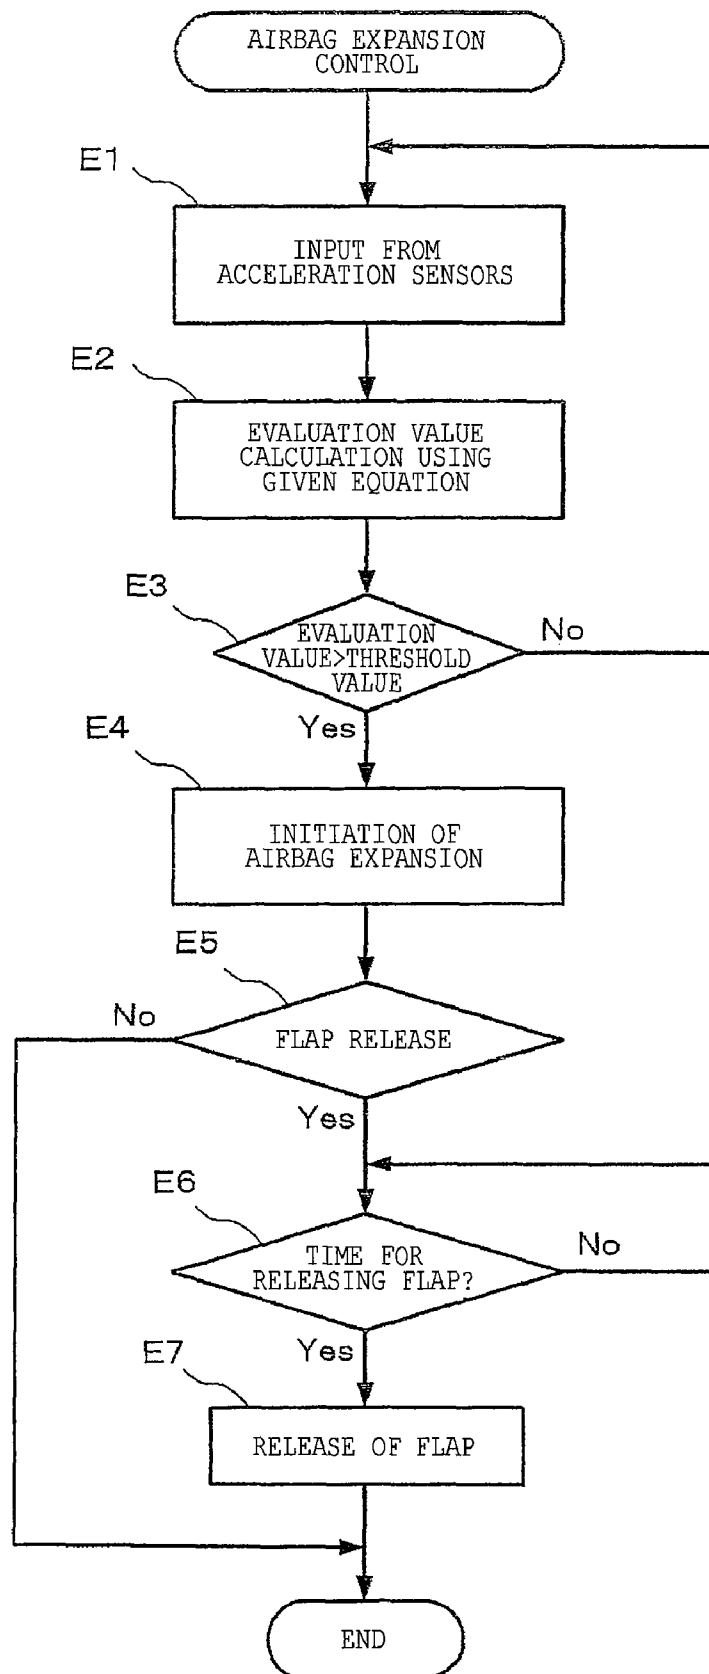 AIRBAG EXPANSION
CONTROL
E1
INPUT FROM
ACCELERATION SENSORS
E2
EVALUATION VALUE
CALCULATION USING
GIVEN EQUATION
E3
EVALUATION
VALUE>THRESHOLD
VALUE
No
Yes
E4
INITIATION OF
AIRBAG EXPANSION
E5
No
FLAP RELEASE
Yes
E6
TIME FOR
RELEASING FLAP?
No
Yes
E7
RELEASE OF FLAP
END